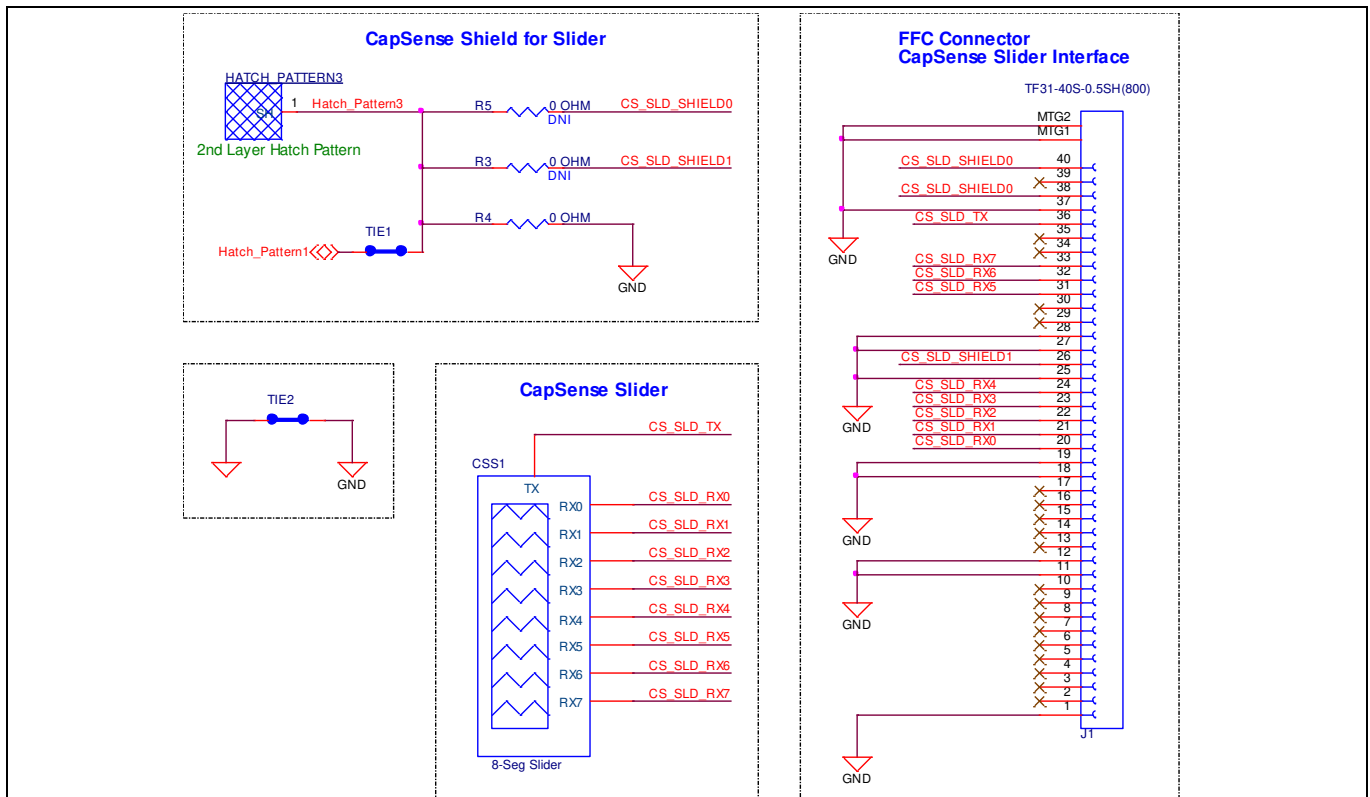 CapSense Shield for Slider
HATCH_PATTERN3
SH
1
Hatch_Pattern3
2nd Layer Hatch Pattern
R5
0 OHM
DNI
CS_SLD_SHIELD0
R3
0 OHM
DNI
CS_SLD_SHIELD1
R4
0 OHM
TIE1
Hatch_Pattern1
GND
TIE2
GND
CapSense Slider
CS_SLD_TX
CSS1
TX
RX0 CS_SLD_RX0
RX1 CS_SLD_RX1
RX2 CS_SLD_RX2
RX3 CS_SLD_RX3
RX4 CS_SLD_RX4
RX5 CS_SLD_RX5
RX6 CS_SLD_RX6
RX7 CS_SLD_RX7
8-Seg Slider
FFC Connector
CapSense Slider Interface
TF31-40S-0.5SH(800)
MTG2
MTG1
CS_SLD_SHIELD0 40
39
CS_SLD_SHIELD0 38
37
CS_SLD_TX 36
35
34
GND
CS_SLD_RX7 33
CS_SLD_RX6 32
CS_SLD_RX5 31
30
29
28
27
CS_SLD_SHIELD1 26
25
CS_SLD_RX4 24
CS_SLD_RX3 23
GND
CS_SLD_RX2 22
CS_SLD_RX1 21
CS_SLD_RX0 20
19
18
17
16
15
14
GND
13
12
11
10
9
8
GND
7
6
5
4
3
2
1
J1
GND